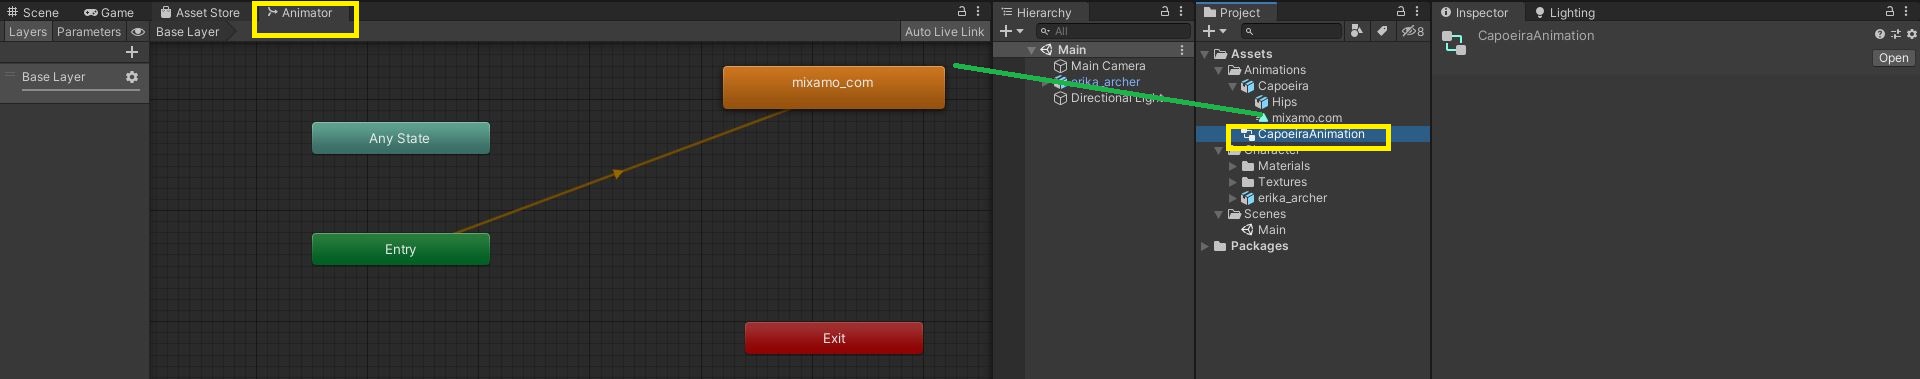 Scene Game Asset Store Animator
Layers Parameters Base Layer Auto Live Link
Base Layer
mixamo_com
Any State
Entry
Exit
Hierarchy
All
Main
Main Camera
erika_archer
Directional Light
Project
8
Assets
Animations
Capoeira
Hips
mixamo.com
CapoeiraAnimation
Character
Materials
Textures
erika_archer
Scenes
Main
Packages
Inspector Lighting
CapoeiraAnimation
Open